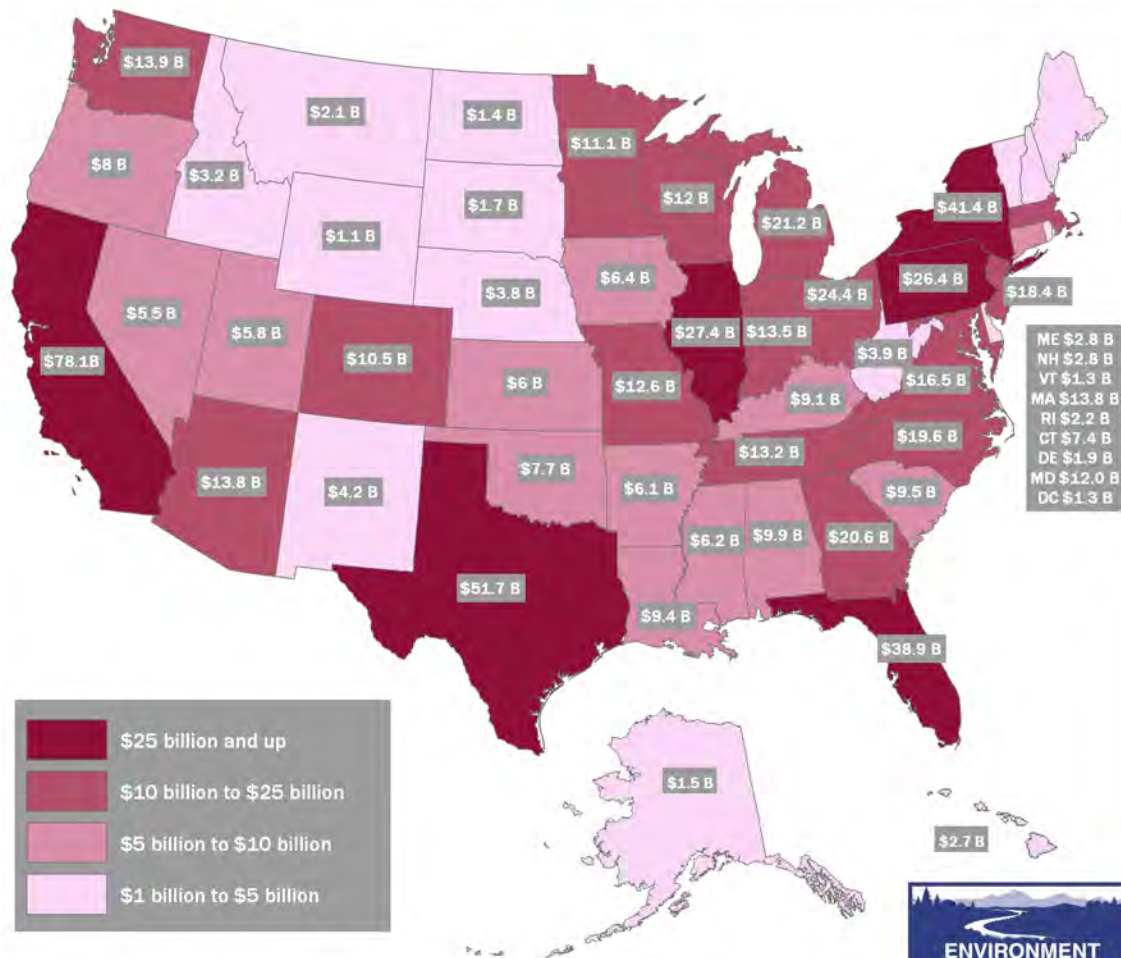 $13.9 B
$2.1 B
$1.4 B
$11.1 B
$8 B
$3.2 B
$1.7 B
$12 B
$21.2 B
$41.4 B
$1.1 B
$6.4 B
$26.4 B
$3.8 B
$24.4 B
$18.4 B
$5.5 B
$5.8 B
$27.4 B
$13.5 B
$78.1B
$10.5 B
$3.9 B
$6 B
$12.6 B
$16.5 B
$9.1 B
$19.6 B
$13.2 B
$13.8 B
$4.2 B
$7.7 B
$6.1 B
$9.5 B
$6.2 B
$9.9 B
$20.6 B
$51.7 B
$9.4 B
$38.9 B
ME $2.8 B
NH $2.8 B
VT $1.3 B
MA $13.8 B
RI $2.2 B
CT $7.4 B
DE $1.9 B
MD $12.0 B
DC $1.3 B
$25 billion and up
$10 billion to $25 billion
$5 billion to $10 billion
$1 billion to $5 billion
$1.5 B
$2.7 B
ENVIRONMENT